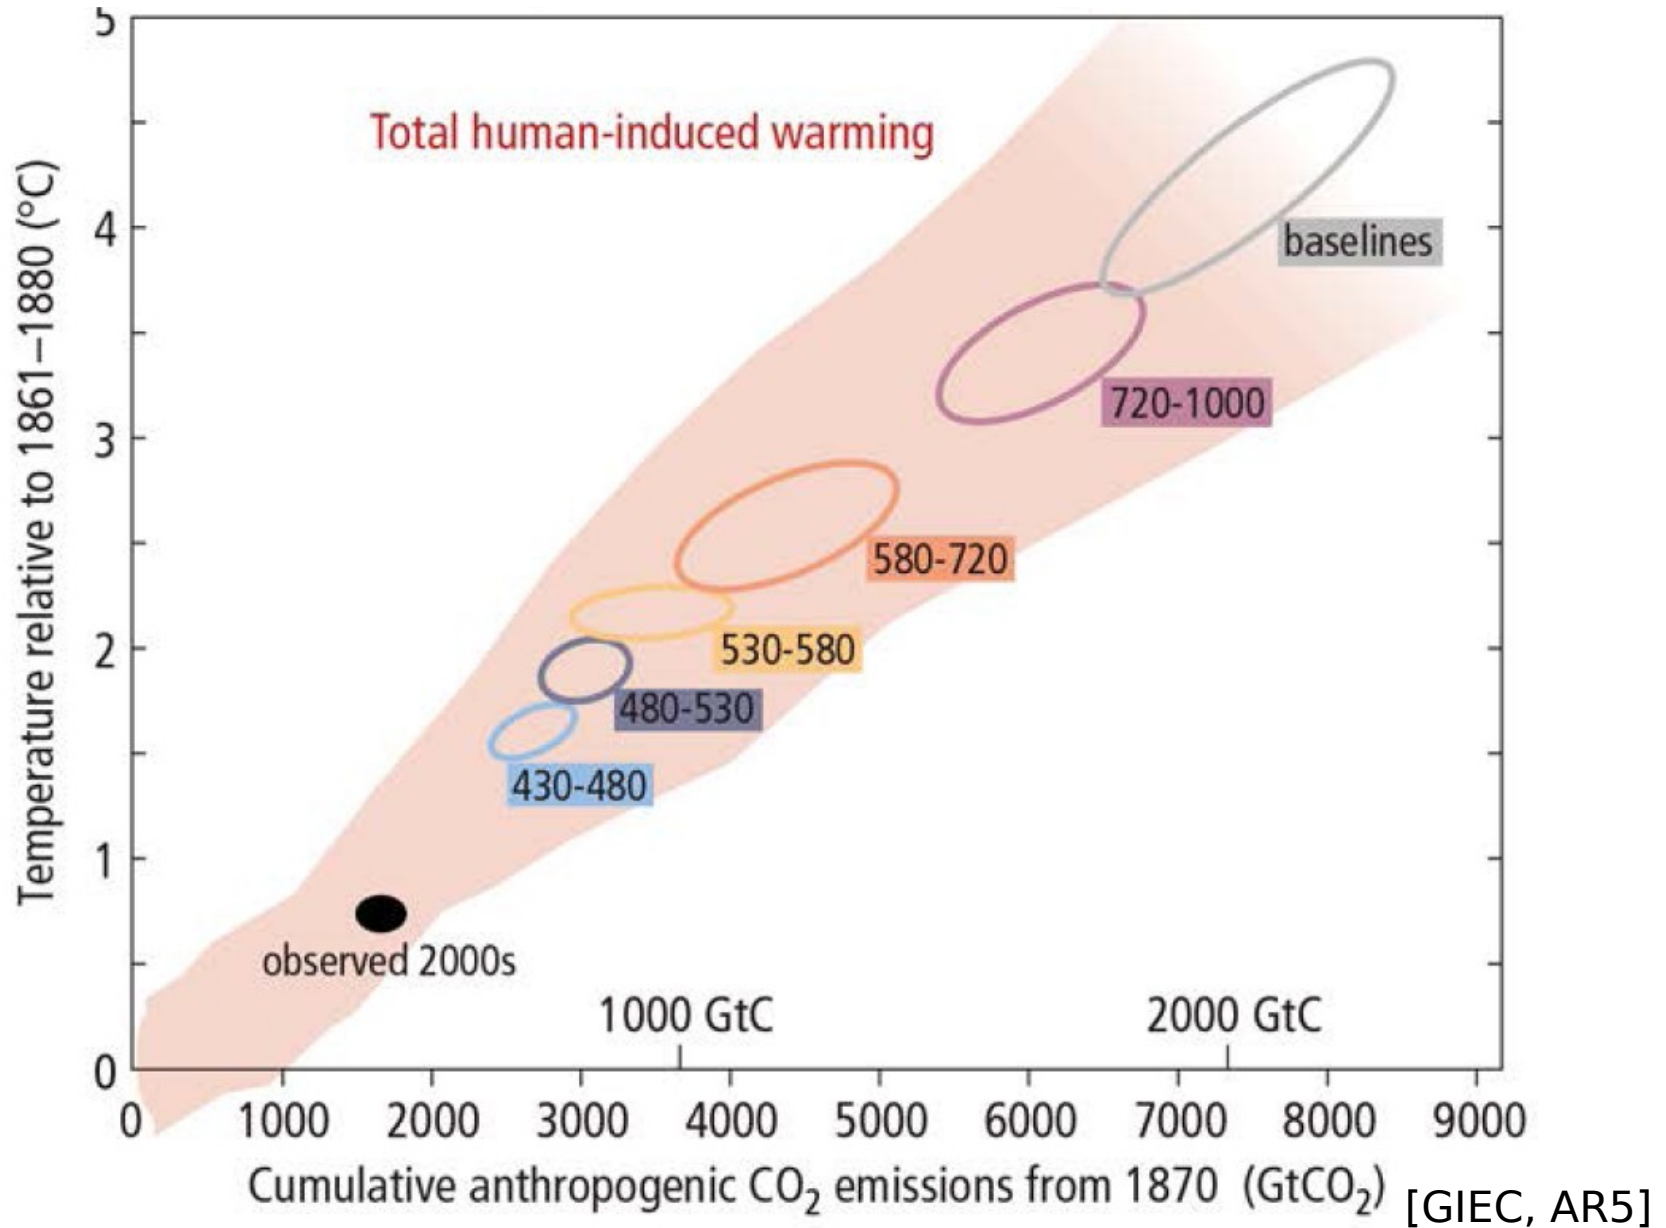 5
Total human-induced warming
Temperature relative to 1861–1880 (°C)
4
baselines
720-1000
3
580-720
530-580
2
480-530
430-480
1
observed 2000s
1000 GtC
2000 GtC
0
0 1000 2000 3000 4000 5000 6000 7000 8000 9000
Cumulative anthropogenic CO₂ emissions from 1870 (GtCO₂)
[GIEC, AR5]